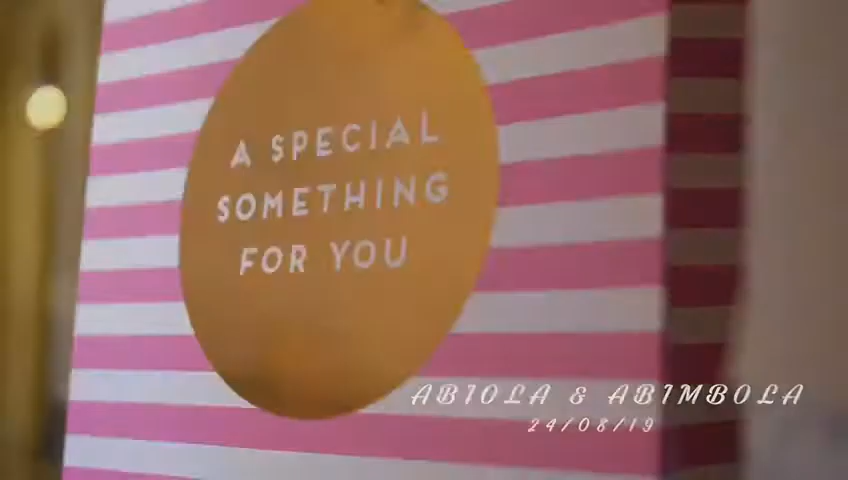 A SPECIAL
SOMETHING
FOR YOU
ABIOLA & ABIMBOLA
24/08/19